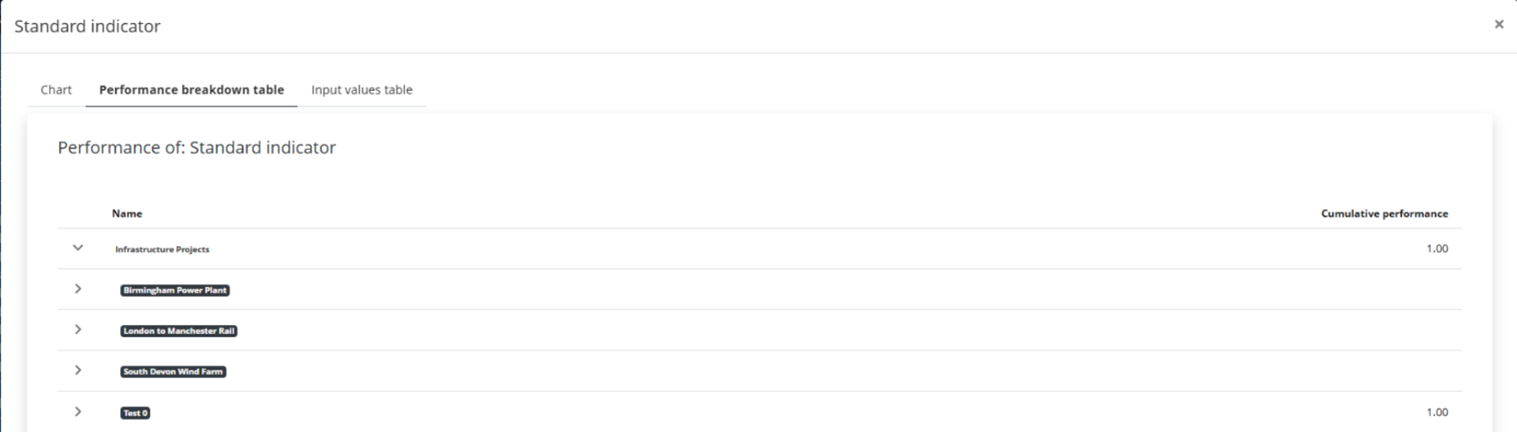 Standard indicator ×
Chart Performance breakdown table Input values table
Performance of: Standard indicator
Name Cumulative performance
Infrastructure Projects 1.00
Birmingham Power Plant
London to Manchester Rail
South Devon Wind Farm
Test 0 1.00